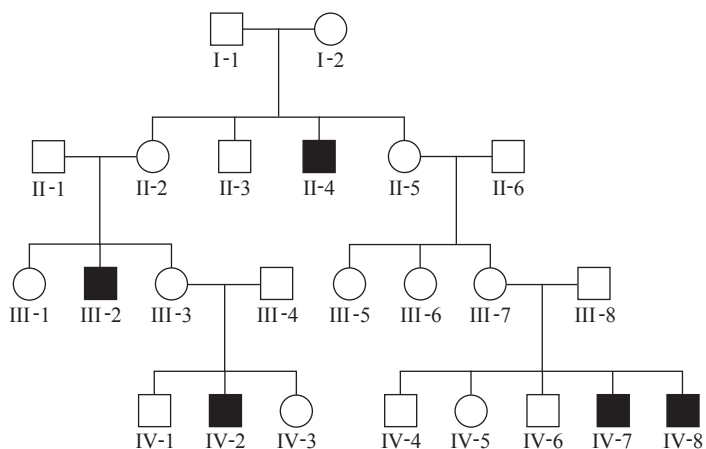 I-1 I-2
II-1 II-2 II-3 II-4 II-5 II-6
III-1 III-2 III-3 III-4 III-5 III-6 III-7 III-8
IV-1 IV-2 IV-3 IV-4 IV-5 IV-6 IV-7 IV-8